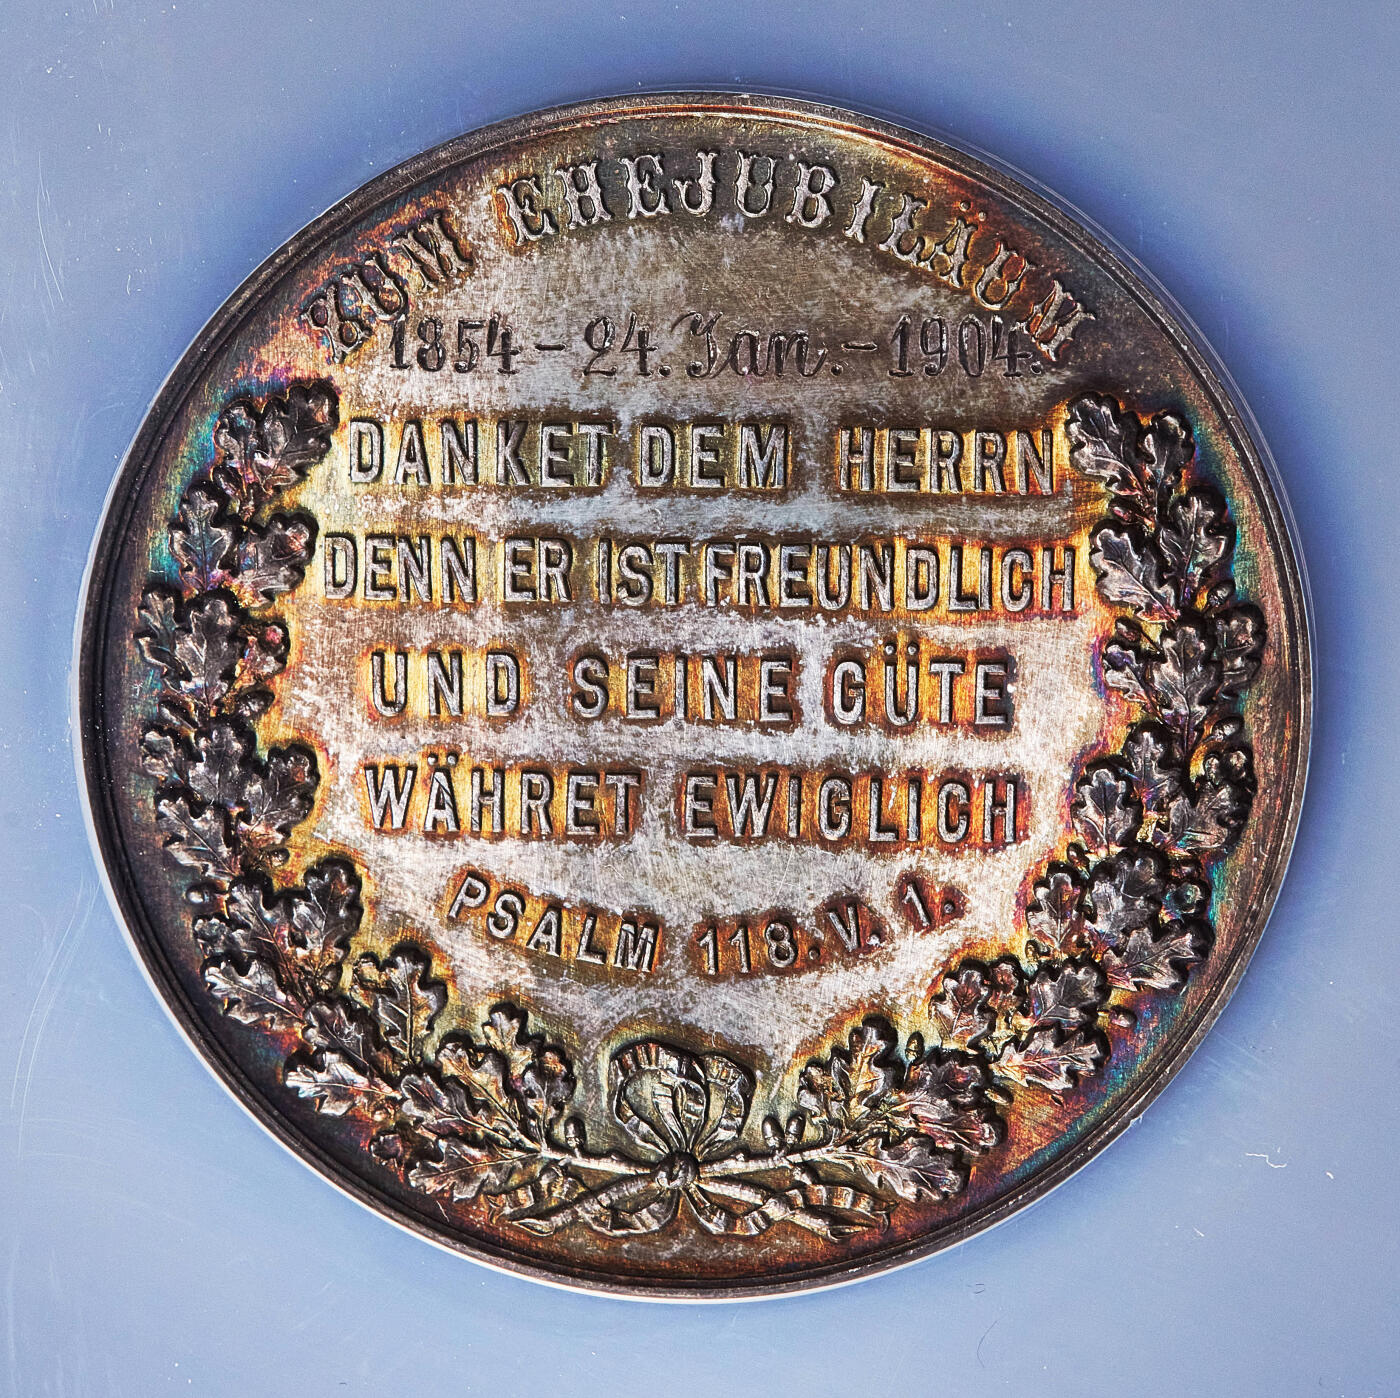 ZUM EHEJUBILÄUM
1854 - 24. Jan. - 1904.
DANKET DEM HERRN
DENN ER IST FREUNDLICH
UND SEINE GÜTE
WÄHRET EWIGLICH
PSALM 118. V. 1.